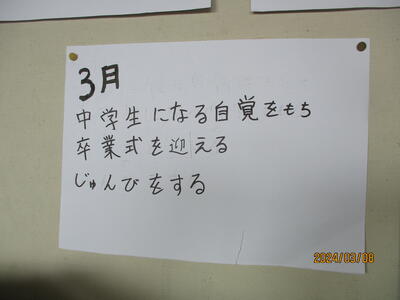 3月
中学生になる自覚をもち
卒業式を迎える
じゅんびをする
2024/03/08